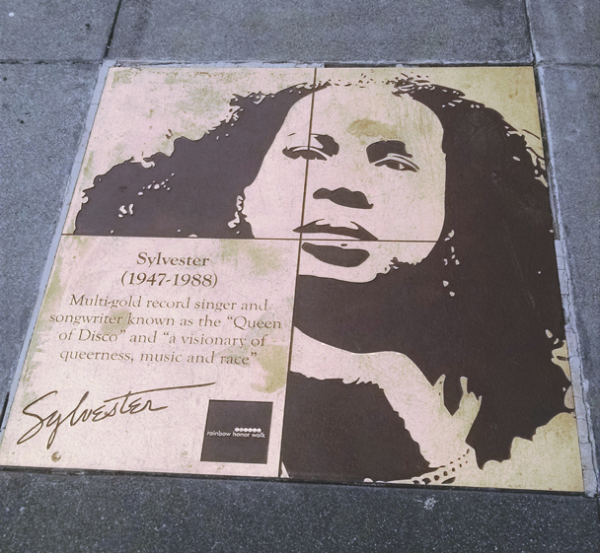 Sylvester
(1947-1988)
Multi-gold record singer and
songwriter known as the “Queen
of Disco” and “a visionary of
queerness, music and race”
Sylvester
rainbow honor walk